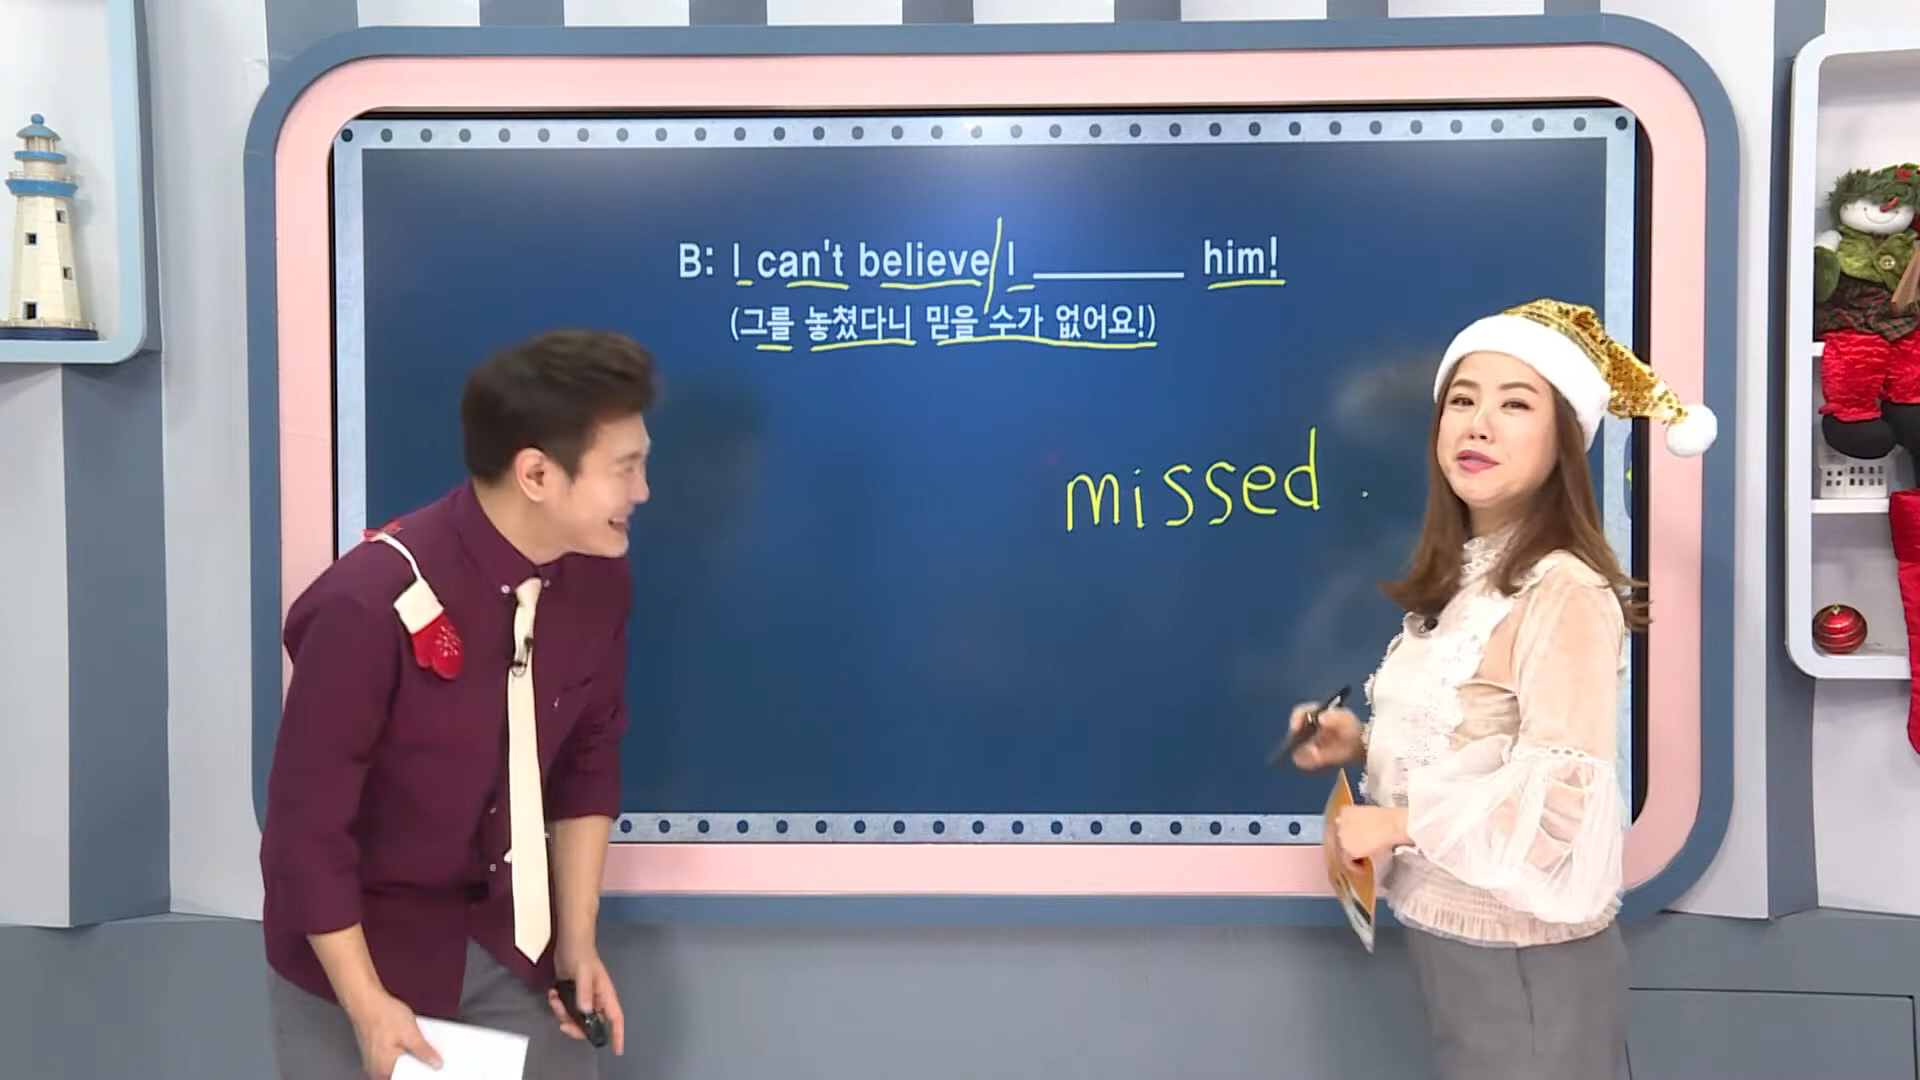 B: I can't believe I ________ him!
(그를 놓쳤다니 믿을 수가 없어요!)
missed